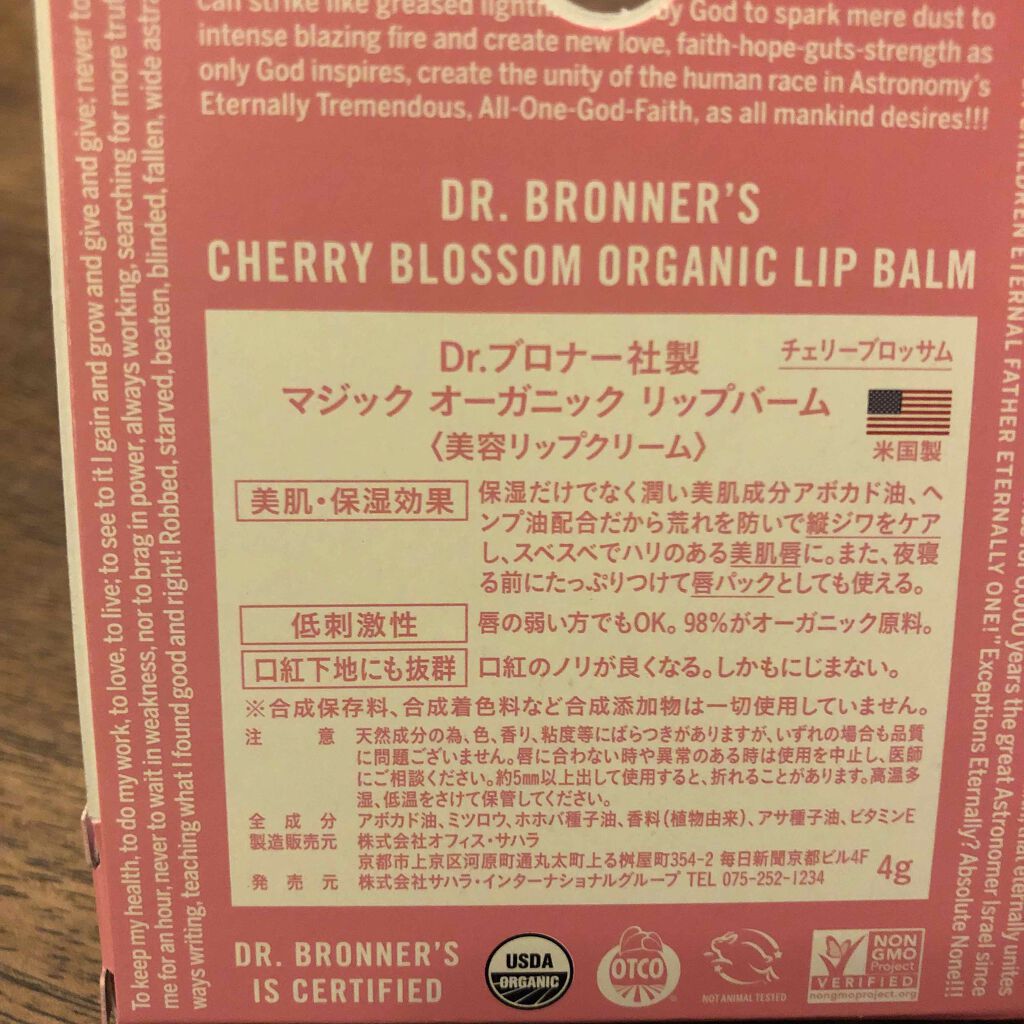 can strike like greased by God to spark mere dust to
intense blazing fire and create new love, faith-hope-guts-strength as
only God inspires, create the unity of the human race in Astronomy's
Eternally Tremendous, All-One-God-Faith, as all mankind desires!!!
DR. BRONNER'S
CHERRY BLOSSOM ORGANIC LIP BALM
Dr.ブロナー社製
チェリーブロッサム
マジック オーガニック リップバーム
〈美容リップクリーム〉
米国製
美肌・保湿効果
保湿だけでなく潤い美肌成分アボカド油、ヘ
ンプ油配合だから荒れを防いで縦ジワをケア
し、スベスベでハリのある美肌唇に。また、夜寝
る前にたっぷりつけて唇パックとしても使える。
低刺激性
唇の弱い方でもOK。98%がオーガニック原料。
口紅下地にも抜群
口紅のノリが良くなる。しかもにじまない。
※合成保存料、合成着色料など合成添加物は一切使用していません。
注 意 天然成分の為、色、香り、粘度等にばらつきがありますが、いずれの場合も品質
に問題ございません。唇に合わない時や異常のある時は使用を中止し、医師
にご相談ください。約5mm以上出して使用すると、折れることがあります。高温多
湿、低温をさけて保管してください。
全成分 アボカド油、ミツロウ、ホホバ種子油、香料(植物由来)、アサ種子油、ビタミンE
製造販売元 株式会社オフィス・サハラ
京都市上京区河原町通丸太町上る桝屋町354-2 毎日新聞京都ビル4F
発売元 株式会社サハラ・インターナショナルグループ TEL 075-252-1234
4g
DR. BRONNER'S
IS CERTIFIED
USDA
ORGANIC
OTCO
NOT ANIMAL TESTED
NON
GMO
Project
VERIFIED
nongmoproject.org
To keep my health, to do my work, to love, to live; to see to it I gain and grow and give and give; never to
me for an hour, never to wait in weakness, nor to brag in power, always working, searching for more trut
ways writing, teaching what I found good and right! Robbed, starved, beaten, blinded, fallen, wide astra
CHILDREN ETERNAL FATHER ETERNALLY ONE!" Exceptions Eternally? Absolute None!!!
6,000 years the great Astronomer Israel since
that eternally unites